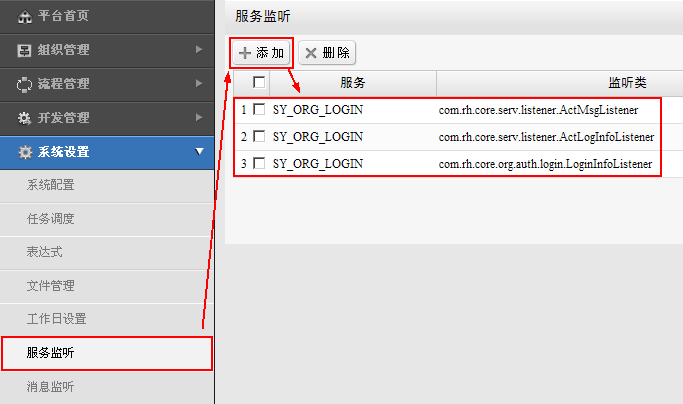 平台首页
组织管理
流程管理
开发管理
系统设置
系统配置
任务调度
表达式
文件管理
工作日设置
服务监听
消息监听
服务监听
添加 删除
服务 监听类
1 SY_ORG_LOGIN com.rh.core.serv.listener.ActMsgListener
2 SY_ORG_LOGIN com.rh.core.serv.listener.ActLogInfoListener
3 SY_ORG_LOGIN com.rh.core.org.auth.login.LoginInfoListener